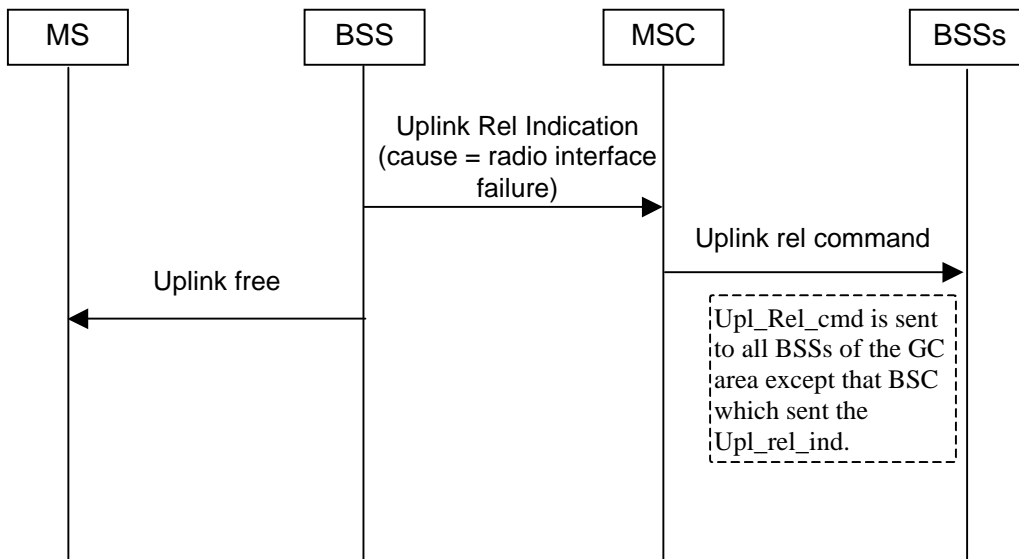 MS
BSS
MSC
BSSs
Uplink Rel Indication
(cause = radio interface
failure)
Uplink rel command
Uplink free
Upl_Rel_cmd is sent
to all BSSs of the GC
area except that BSC
which sent the
Upl_rel_ind.